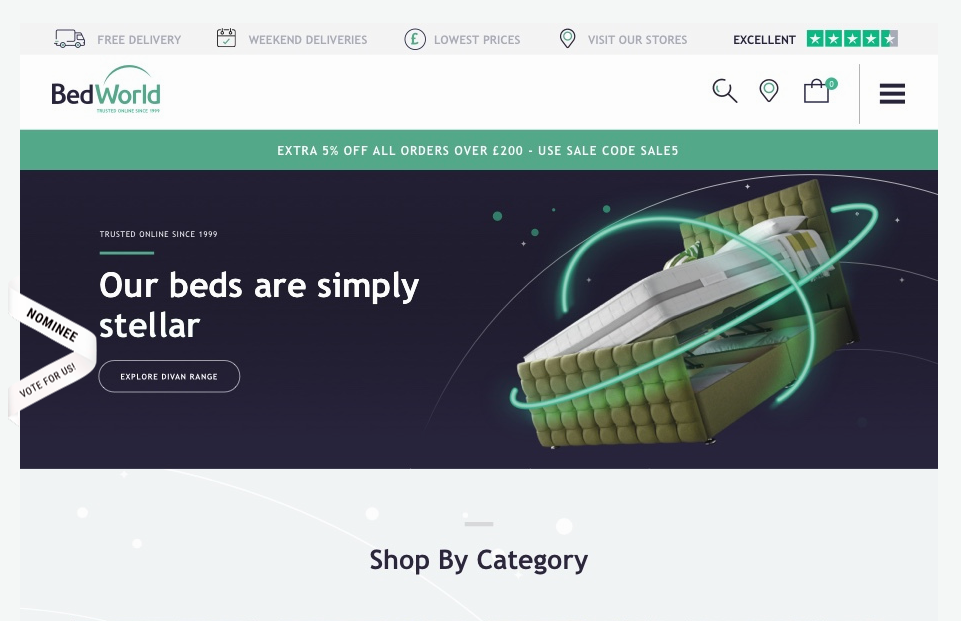 FREE DELIVERY
WEEKEND DELIVERIES
£
LOWEST PRICES
VISIT OUR STORES
EXCELLENT
BedWorld
TRUSTED ONLINE SINCE 1999
0
EXTRA 5% OFF ALL ORDERS OVER £200 - USE SALE CODE SALE5
TRUSTED ONLINE SINCE 1999
Our beds are simply
stellar
EXPLORE DIVAN RANGE
NOMINEE
VOTE FOR US!
Shop By Category